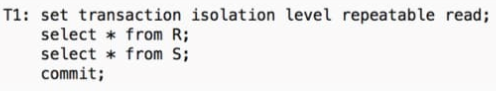 T1: set transaction isolation level repeatable read;
select * from R;
select * from S;
commit;